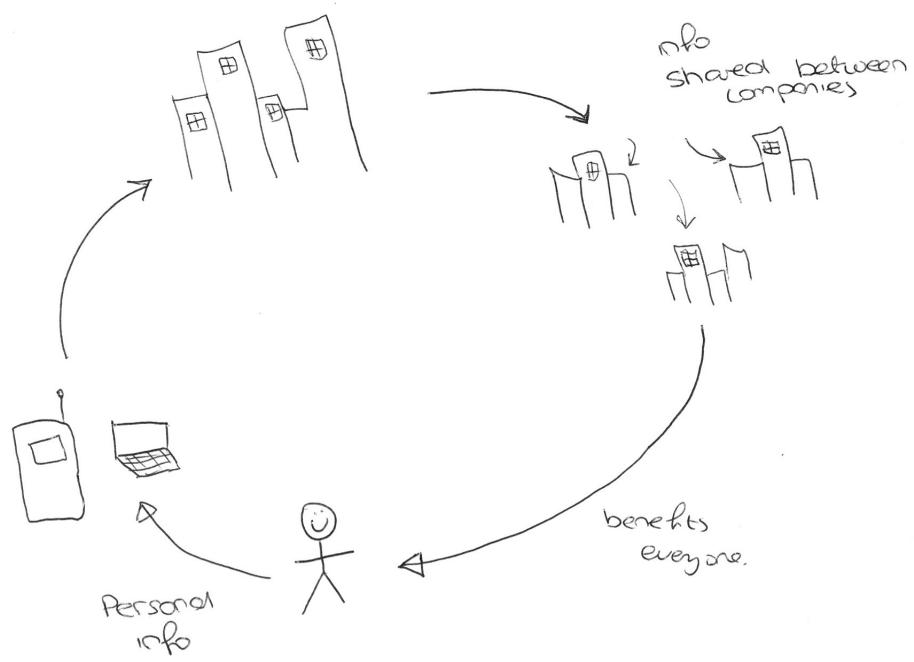 info
shared between
companies
benefits
everyone.
Personal
info